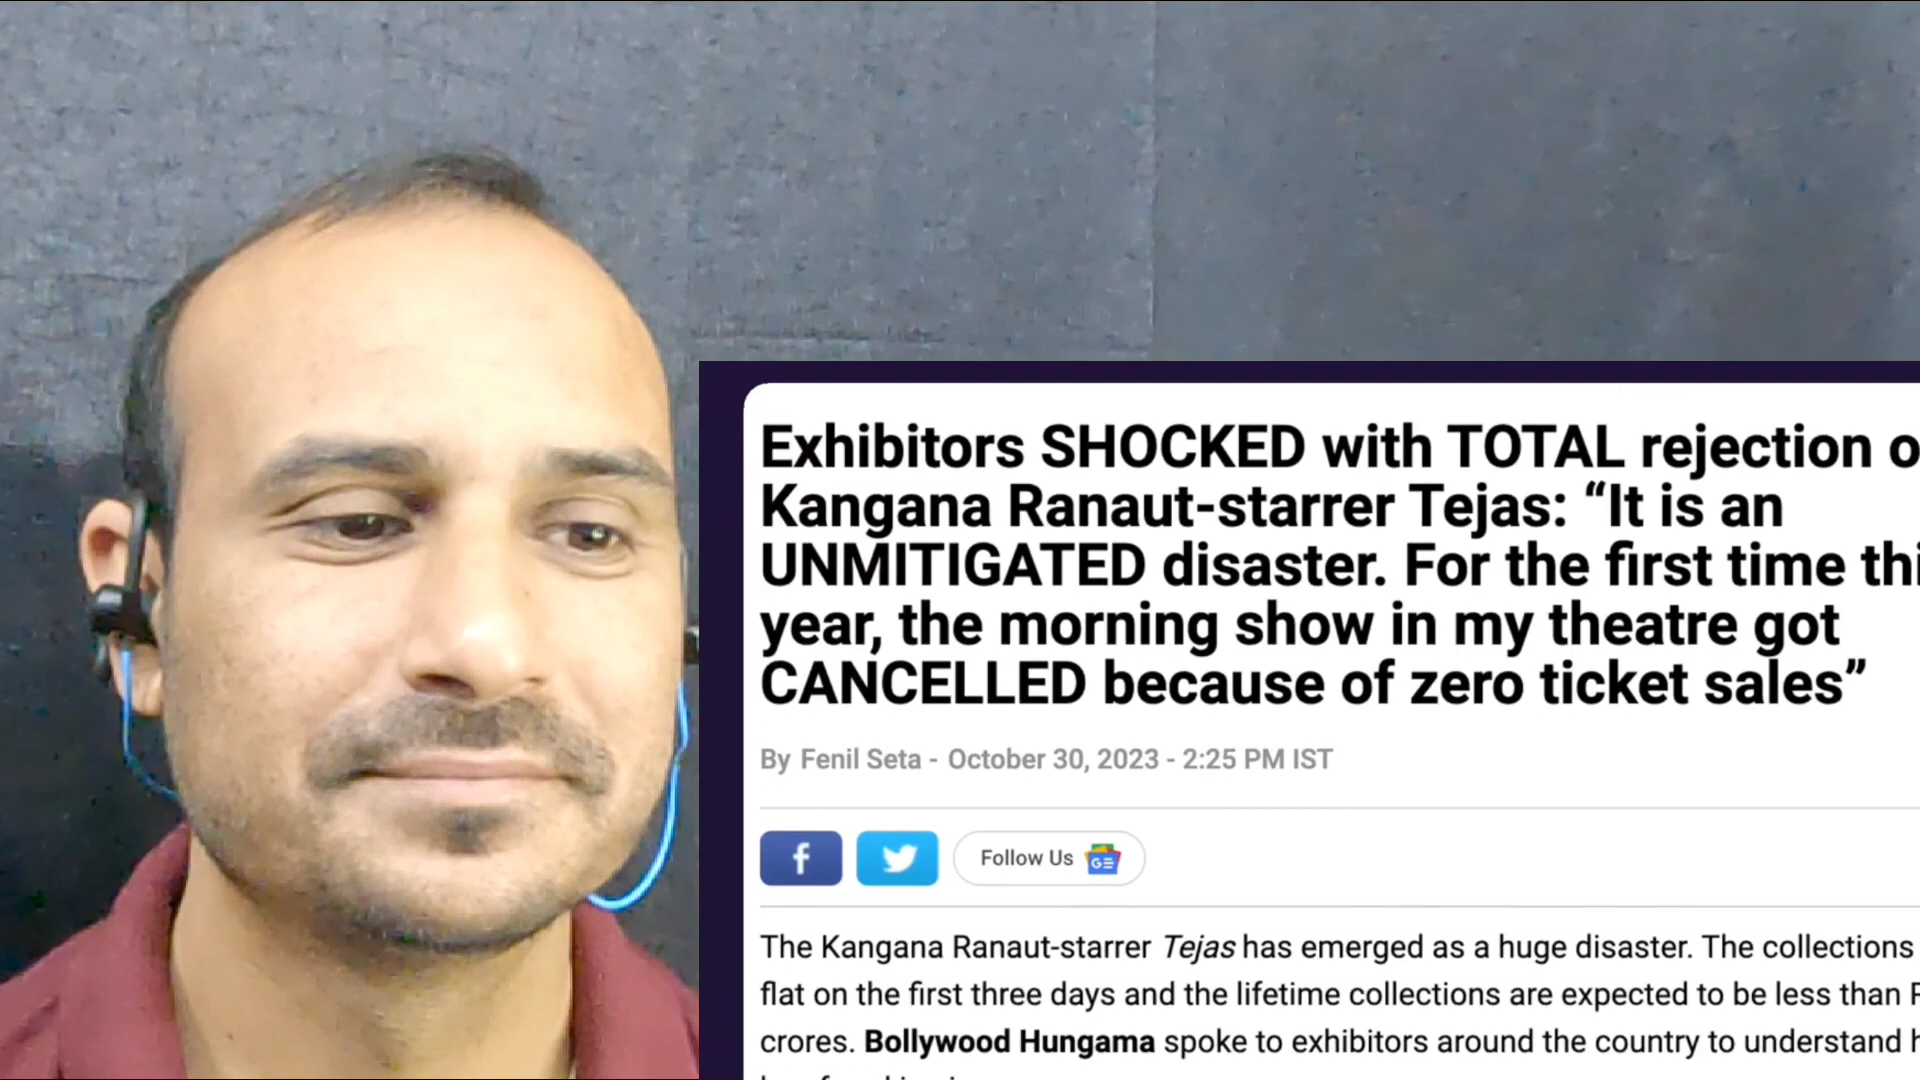 Exhibitors SHOCKED with TOTAL rejection o
Kangana Ranaut-starrer Tejas: “It is an
UNMITIGATED disaster. For the first time thi
year, the morning show in my theatre got
CANCELLED because of zero ticket sales”
By Fenil Seta - October 30, 2023 - 2:25 PM IST
f
Follow Us GE
The Kangana Ranaut-starrer Tejas has emerged as a huge disaster. The collections
flat on the first three days and the lifetime collections are expected to be less than
crores. Bollywood Hungama spoke to exhibitors around the country to understand